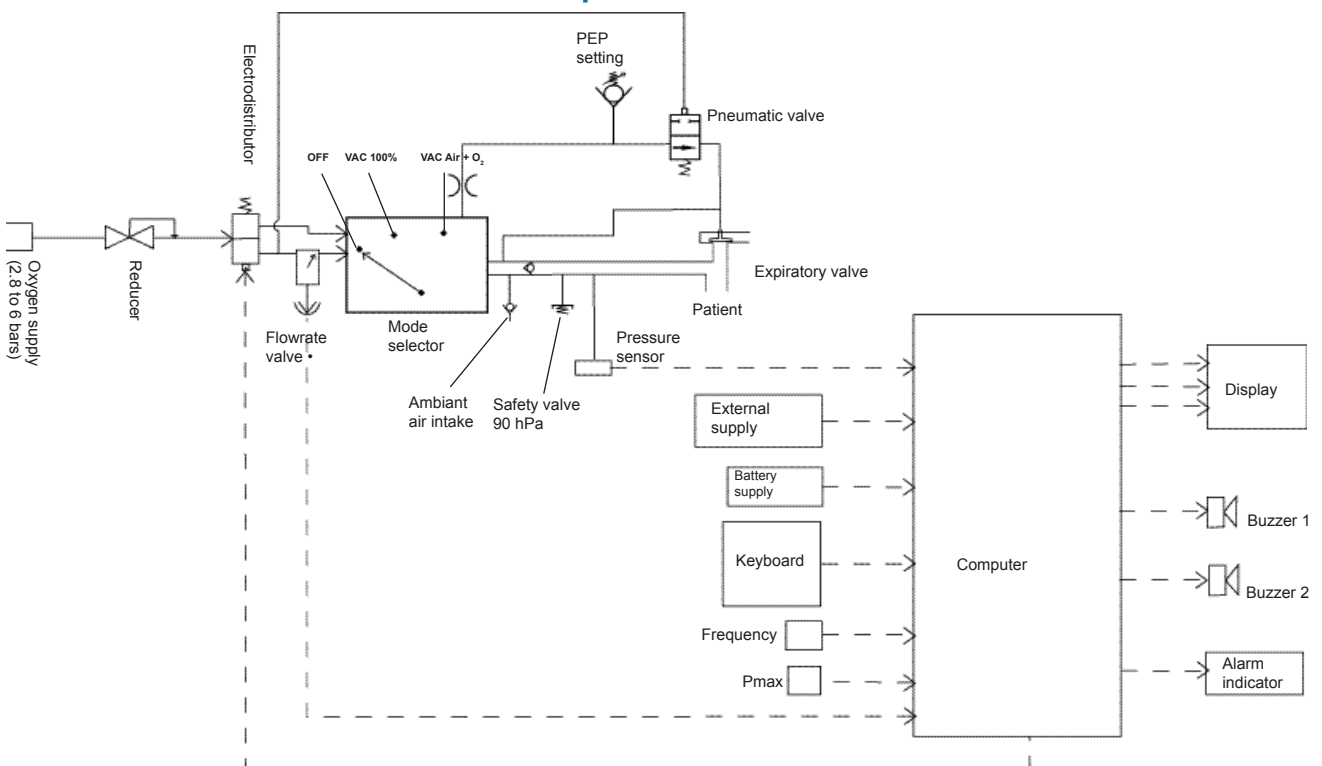 PEP
setting
Electrodistributor
Pneumatic valve
OFF
VAC 100%
VAC Air + O₂
Oxygen supply
(2.8 to 6 bars)
Reducer
Expiratory valve
Patient
Flowrate
valve •
Mode
selector
Pressure
sensor
Ambiant
air intake
Safety valve
90 hPa
External
supply
Display
Battery
supply
Buzzer 1
Keyboard
Computer
Buzzer 2
Frequency
Pmax
Alarm
indicator